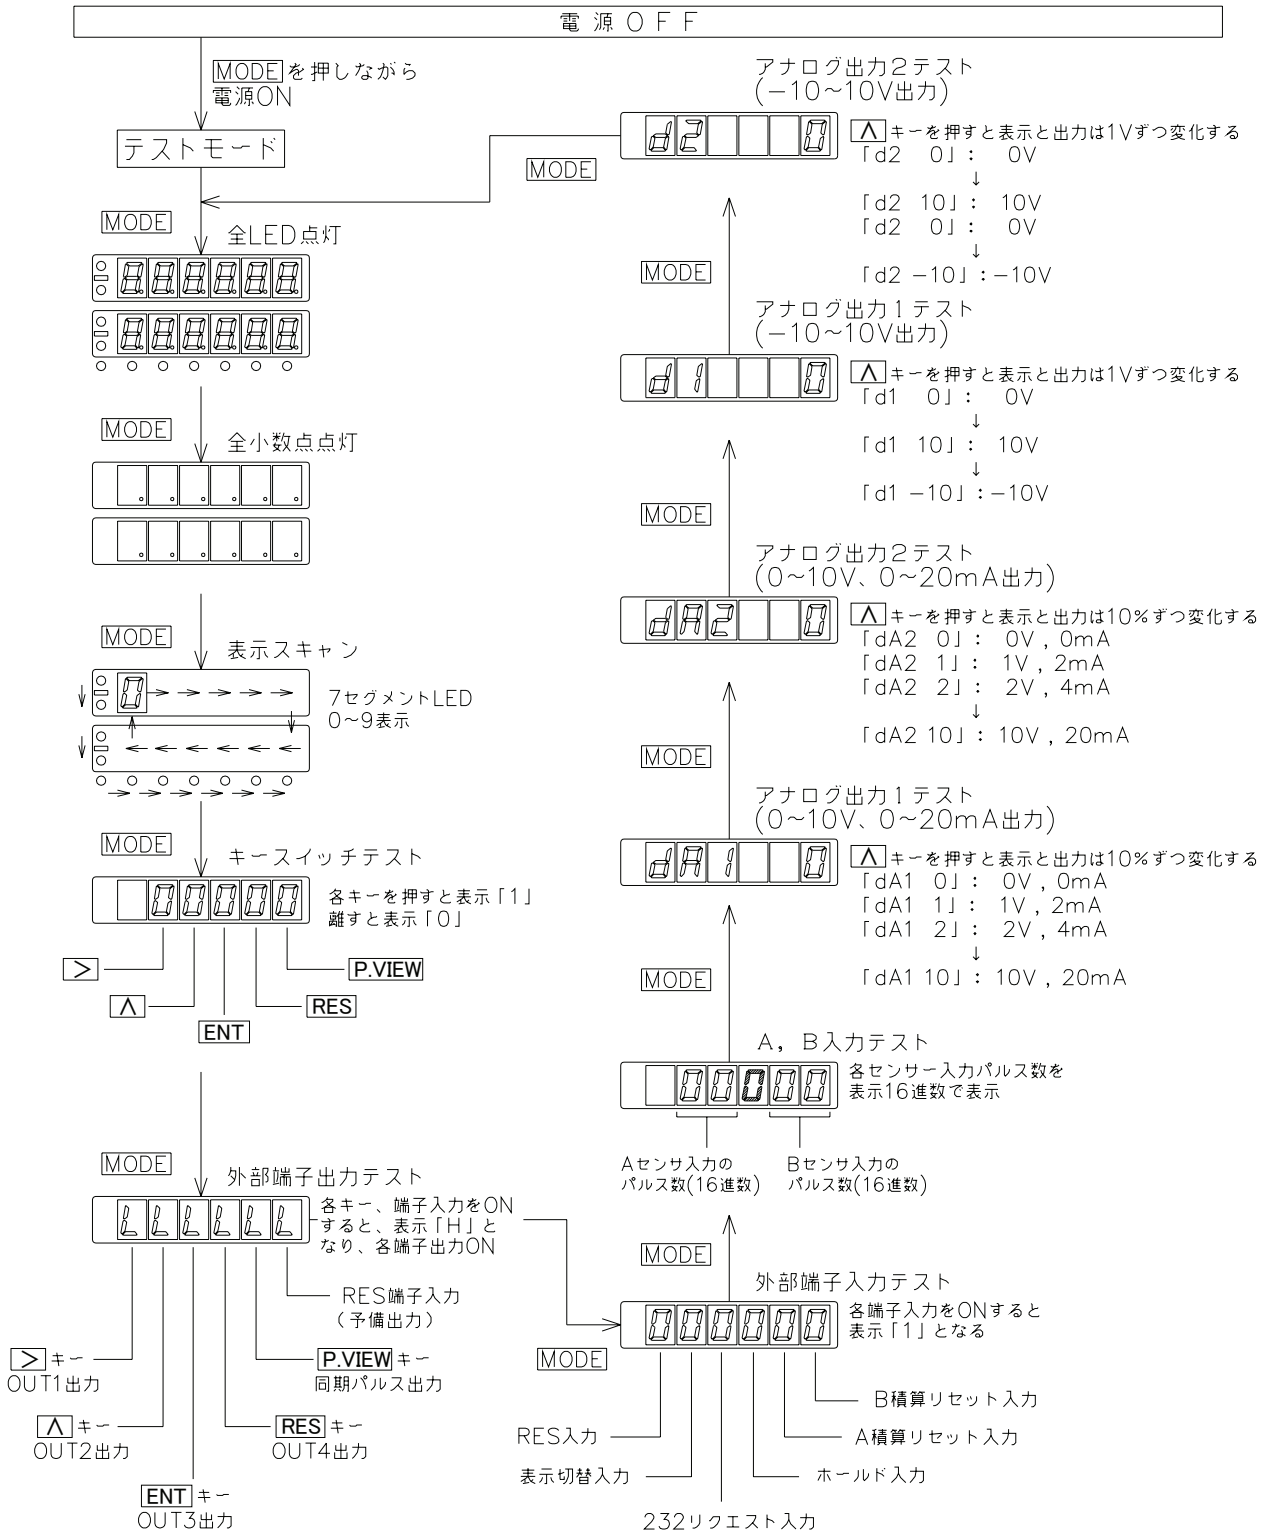 電源OFF
MODEを押しながら
電源ON
テストモード
MODE
全LED点灯
MODE
全小数点点灯
MODE
表示スキャン
7セグメントLED
0~9表示
MODE
キースイッチテスト
各キーを押すと表示「1」
離すと表示「0」
00000
>
P.VIEW
Λ
RES
ENT
MODE
外部端子出力テスト
LLLLLL
各キー、端子入力をON
すると、表示「H」と
なり、各端子出力ON
RES端子入力
(予備出力)
> キー
OUT1出力
P.VIEW キー
同期パルス出力
Λ キー
OUT2出力
RES キー
OUT4出力
ENT キー
OUT3出力
MODE
外部端子入力テスト
000000
各端子入力をONすると
表示「1」となる
B積算リセット入力
RES入力
A積算リセット入力
表示切替入力
ホールド入力
232リクエスト入力
MODE
A, B入力テスト
00000
各センサー入力パルス数を
表示16進数で表示
Aセンサ入力の
パルス数(16進数)
Bセンサ入力の
パルス数(16進数)
MODE
アナログ出力1テスト
(0~10V、0~20mA出力)
dA1 0
Λ キーを押すと表示と出力は10%ずつ変化する
「dA1 0」: 0V , 0mA
「dA1 1」: 1V , 2mA
「dA1 2」: 2V , 4mA
↓
「dA1 10」: 10V , 20mA
MODE
アナログ出力2テスト
(0~10V、0~20mA出力)
dA2 0
Λ キーを押すと表示と出力は10%ずつ変化する
「dA2 0」: 0V , 0mA
「dA2 1」: 1V , 2mA
「dA2 2」: 2V , 4mA
↓
「dA2 10」: 10V , 20mA
MODE
アナログ出力1テスト
(-10~10V出力)
d1 0
Λ キーを押すと表示と出力は1Vずつ変化する
「d1 0」: 0V
↓
「d1 10」: 10V
↓
「d1 -10」:-10V
MODE
アナログ出力2テスト
(-10~10V出力)
d2 0
Λ キーを押すと表示と出力は1Vずつ変化する
「d2 0」: 0V
↓
「d2 10」: 10V
「d2 0」: 0V
↓
「d2 -10」:-10V
MODE